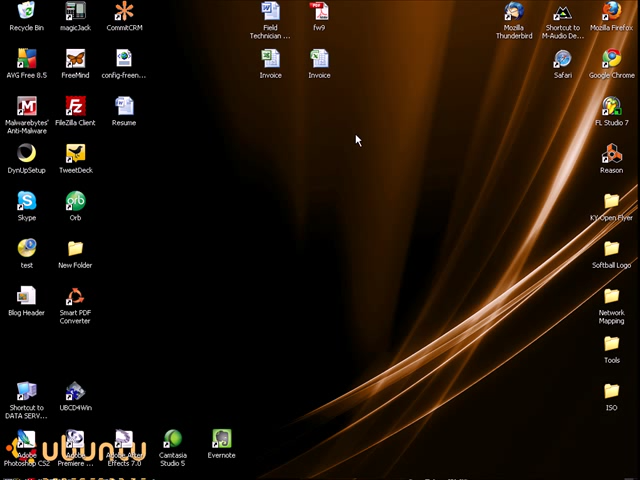 Recycle Bin
magicJack
CommitCRM
Field
Technician ...
fw9
Mozilla
Thunderbird
Shortcut to
M-Audio De...
Mozilla Firefox
AVG Free 8.5
FreeMind
config-freen...
Invoice
Invoice
Safari
Google Chrome
Malwarebytes'
Anti-Malware
FileZilla Client
Resume
FL Studio 7
DynUpSetup
TweetDeck
Reason
Skype
Orb
KY Open Flyer
test
New Folder
Softball Logo
Blog Header
Smart PDF
Converter
Network
Mapping
Tools
Shortcut to
DATA SERV...
UBCD4Win
ISO
ubuntu
Adobe
Photoshop CS2
Adobe
Premiere ...
Adobe After
Effects 7.0
Camtasia
Studio 5
Evernote